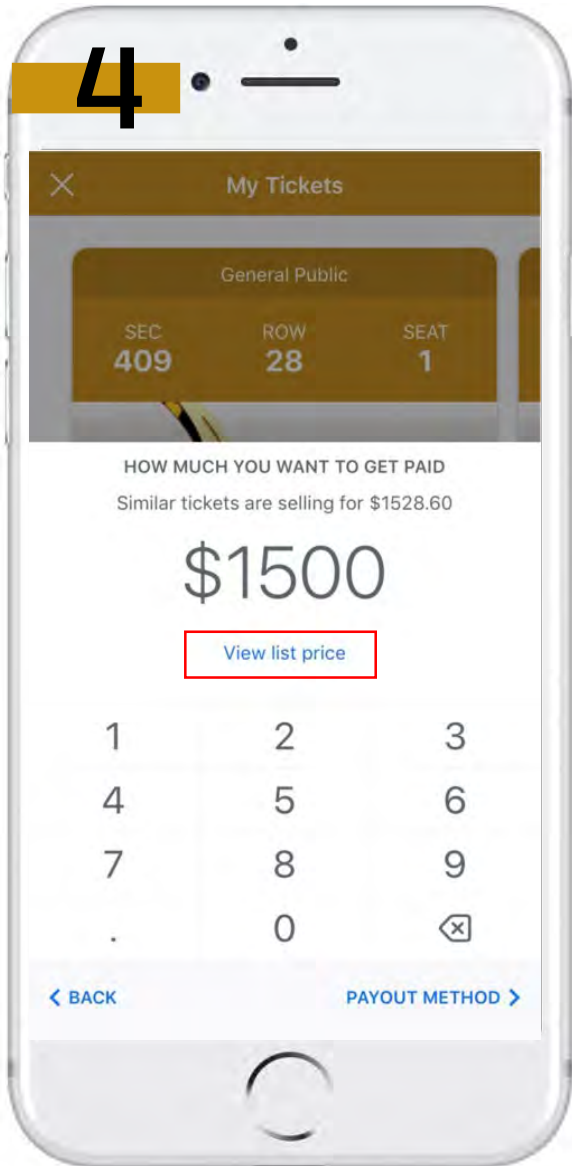 4
My Tickets
General Public
SEC ROW SEAT
409 28 1
HOW MUCH YOU WANT TO GET PAID
Similar tickets are selling for $1528.60
$1500
View list price
1 2 3
4 5 6
7 8 9
. 0
BACK PAYOUT METHOD